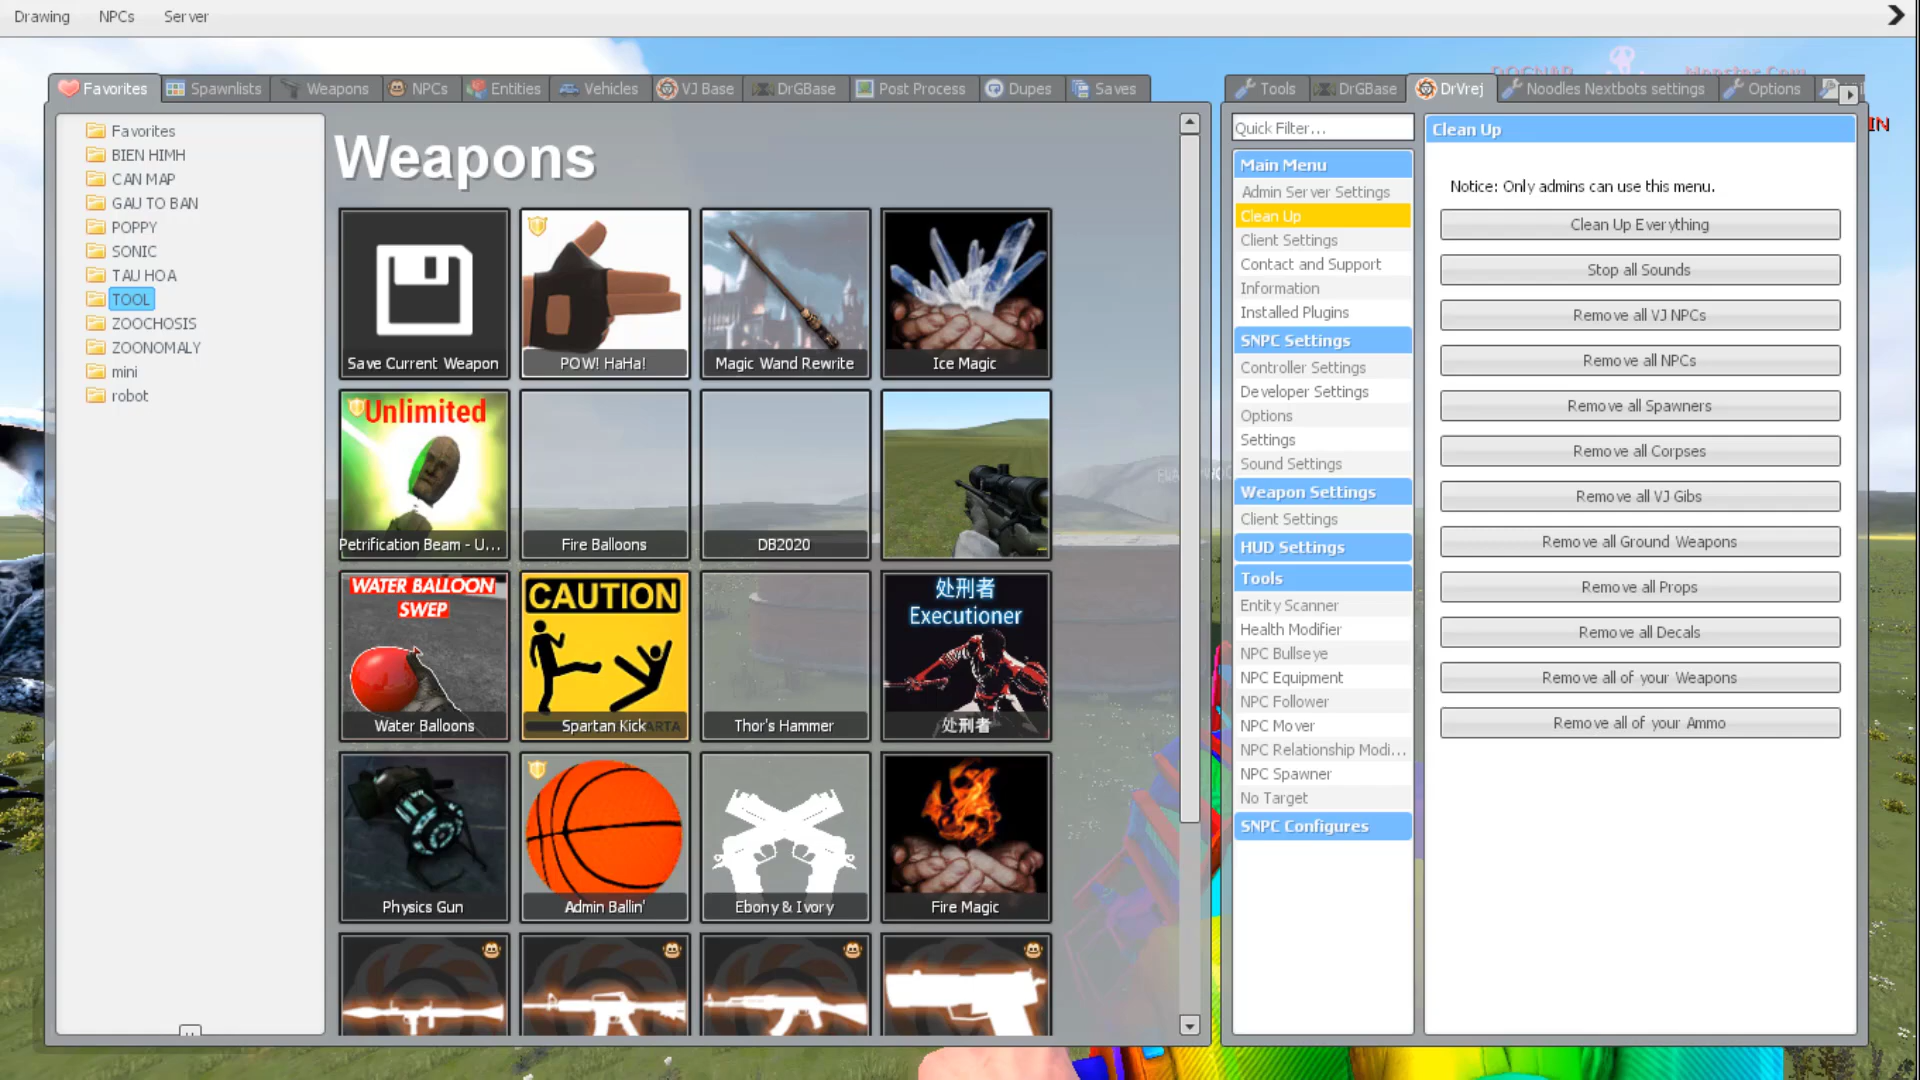 Drawing NPCs Server
Favorites Spawnlists Weapons NPCs Entities Vehicles VJ Base DrGBase Post Process Dupes Saves
Favorites
BIEN HIMH
CAN MAP
GAU TO BAN
POPPY
SONIC
TAU HOA
TOOL
ZOOCHOSIS
ZOONOMALY
mini
robot
Weapons
Save Current Weapon
POW! HaHa!
Magic Wand Rewrite
Ice Magic
Unlimited
Petrification Beam - U...
Fire Balloons
DB2020
WATER BALLOON
SWEP
Water Balloons
CAUTION
Spartan Kick
Thor's Hammer
处刑者
Executioner
处刑者
Physics Gun
Admin Ballin'
Ebony & Ivory
Fire Magic
Tools DrGBase DrVrej Noodles Nextbots settings Options
Quick Filter...
Main Menu
Admin Server Settings
Clean Up
Client Settings
Contact and Support
Information
Installed Plugins
SNPC Settings
Controller Settings
Developer Settings
Options
Settings
Sound Settings
Weapon Settings
Client Settings
HUD Settings
Tools
Entity Scanner
Health Modifier
NPC Bullseye
NPC Equipment
NPC Follower
NPC Mover
NPC Relationship Modi...
NPC Spawner
No Target
SNPC Configures
Clean Up
Notice: Only admins can use this menu.
Clean Up Everything
Stop all Sounds
Remove all VJ NPCs
Remove all NPCs
Remove all Spawners
Remove all Corpses
Remove all VJ Gibs
Remove all Ground Weapons
Remove all Props
Remove all Decals
Remove all of your Weapons
Remove all of your Ammo
IN